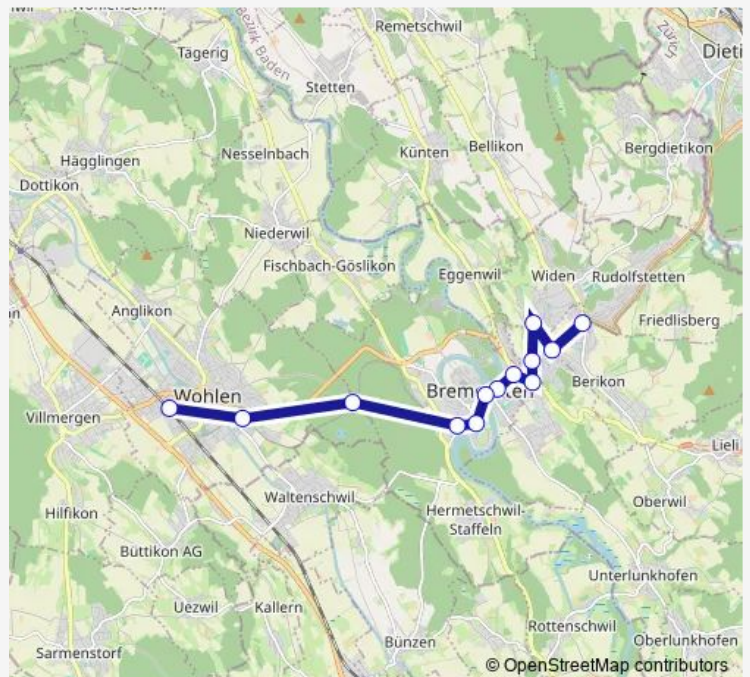 Remetschwil
Zürich
Dieti
Bezirk Baden
Tägerig
Stetten
Hägglingen
Nesselnbach
Künten
Bellikon
Bergdietikon
Dottikon
Niederwil
Fischbach-Göslikon
Eggenwil
Widen
Rudolfstetten
Anglikon
Friedlisberg
Wohlen
Berikon
Villmergen
Lieli
Waltenschwil
Hermetschwil-
Staffeln
Oberwil
Hilfikon
Büttikon AG
Unterlunkhofen
Uezwil
Kallern
Rottenschwil
Bünzen
Oberlunkhofen
Sarmenstorf
© OpenStreetMap contributors